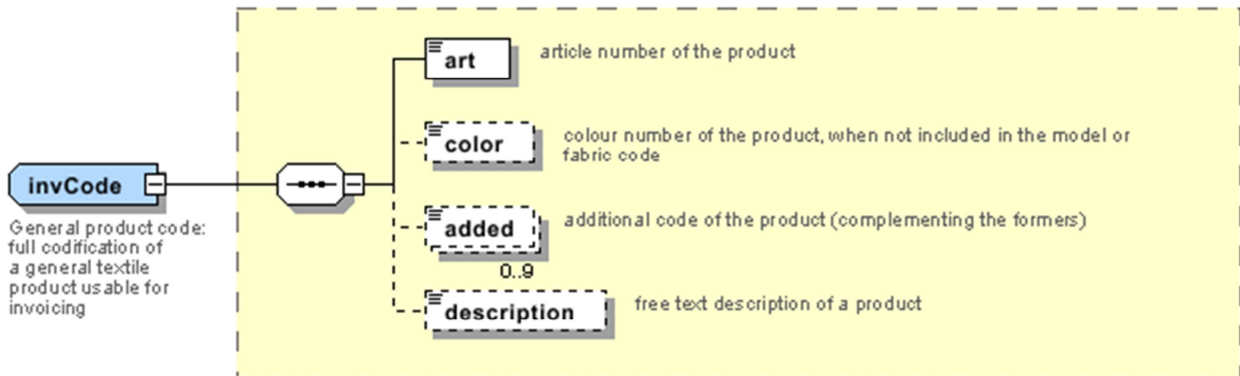 art
article number of the product
color
colour number of the product, when not included in the model or
fabric code
invCode
General product code:
full codification of
a general textile
product usable for
invoicing
added
additional code of the product (complementing the formers)
0..9
description
free text description of a product